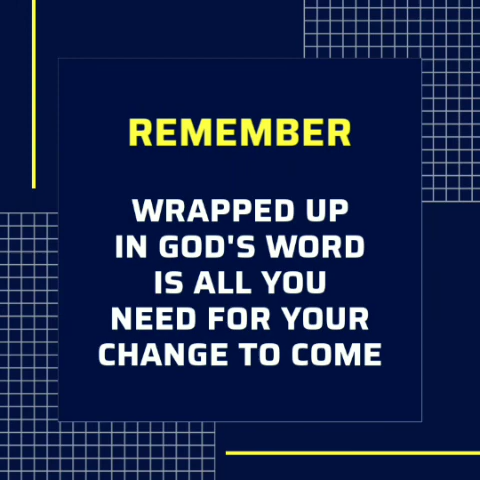 REMEMBER
WRAPPED UP
IN GOD'S WORD
IS ALL YOU
NEED FOR YOUR
CHANGE TO COME